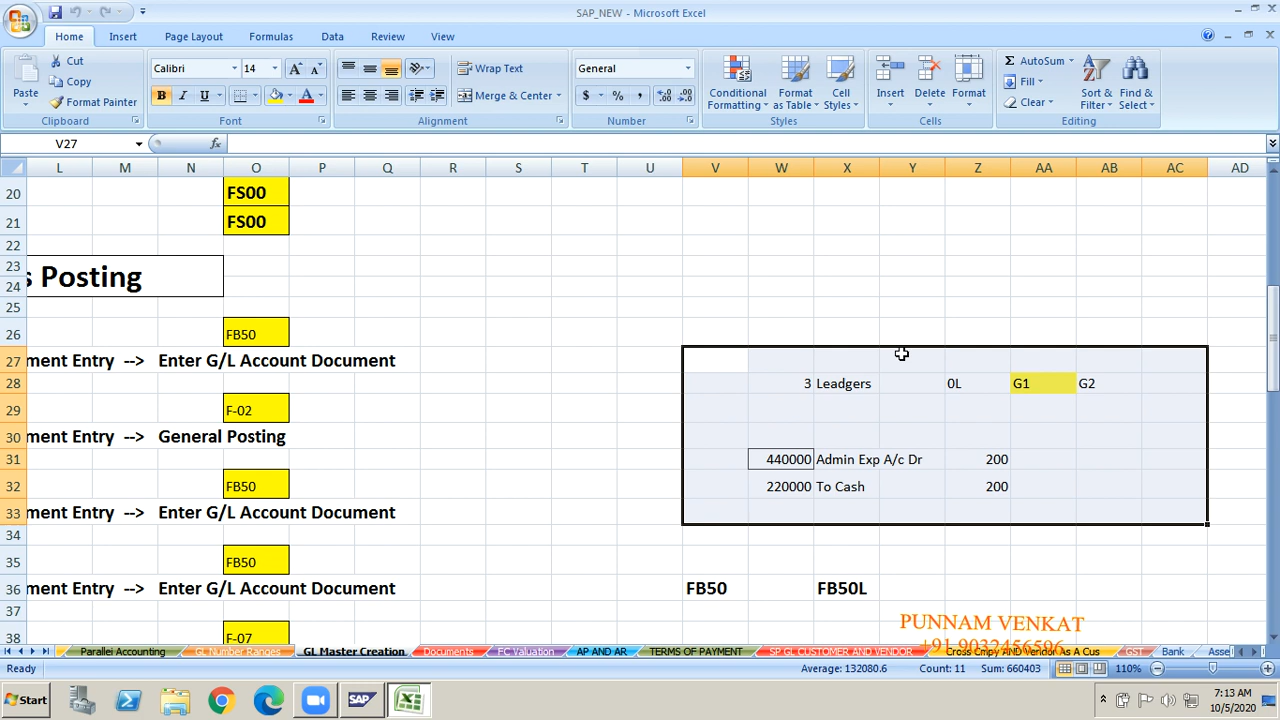 SAP_NEW - Microsoft Excel
Home Insert Page Layout Formulas Data Review View
Paste Cut Copy Format Painter Clipboard
Calibri 14 B I U A A A Font
Wrap Text Merge & Center Alignment
General $ % , Number
Conditional Formatting Format as Table Cell Styles Styles
Insert Delete Format Cells
AutoSum Fill Clear Sort & Filter Find & Select Editing
V27 fx
L M N O P Q R S T U V W X Y Z AA AB AC AD
20 FS00
21 FS00
22
23 s Posting
24
25
26 FB50
27 ment Entry --> Enter G/L Account Document
28 3 Leadgers 0L G1 G2
29 F-02
30 ment Entry --> General Posting
31 440000 Admin Exp A/c Dr 200
32 FB50 220000 To Cash 200
33 ment Entry --> Enter G/L Account Document
34
35 FB50
36 ment Entry --> Enter G/L Account Document FB50 FB50L
37
38 F-07
PUNNAM VENKAT
+91 9032456596
Parallel Accounting GL Number Ranges GL Master Creation Documents FC Valuation AP AND AR TERMS OF PAYMENT SP GL CUSTOMER AND VENDOR Cross Cmpy AND Vendor As A Cus GST Bank Asse
Ready Average: 132080.6 Count: 11 Sum: 660403 110%
Start SAP 7:13 AM
10/5/2020